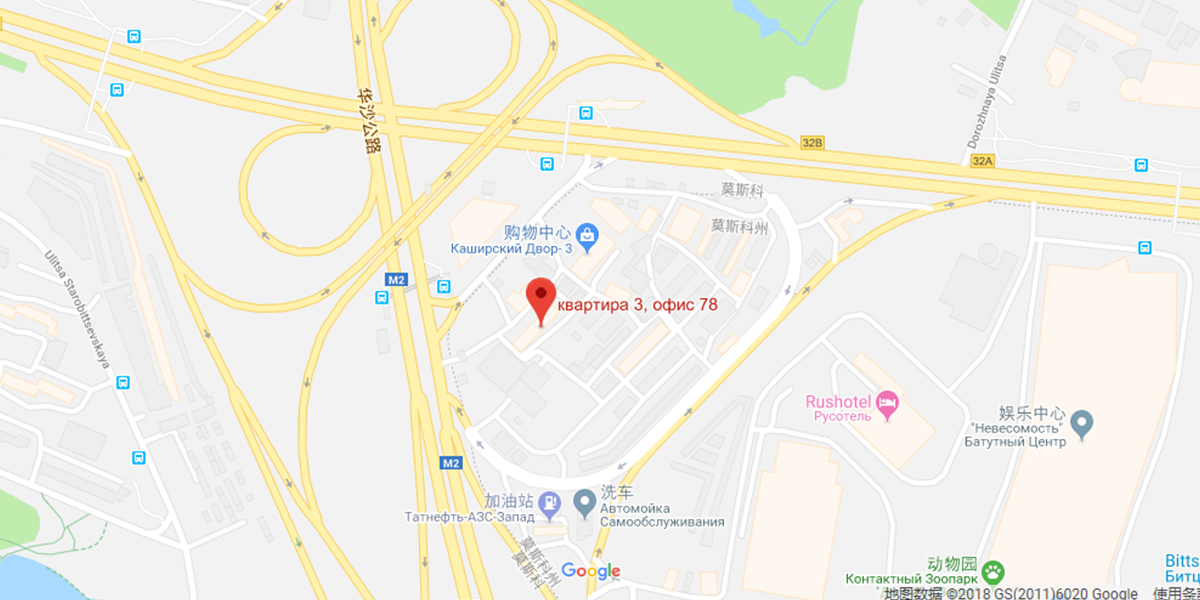 华沙公路
32B
32A
Dorozhnaya Ulitsa
莫斯科
莫斯科州
购物中心
Каширский Двор- 3
M2
Ulitsa Starobittsevskaya
квартира 3, офис 78
Rushotel
Русотель
娱乐中心
"Невесомость"
Батутный Центр
M2
加油站
Татнефть-АЗС-Запад
洗车
Автомойка
Самообслуживания
莫斯科州
莫斯科
Google
动物园
Контактный Зоопарк
Bitts
Битц
地图数据 ©2018 GS(2011)6020 Google 使用条